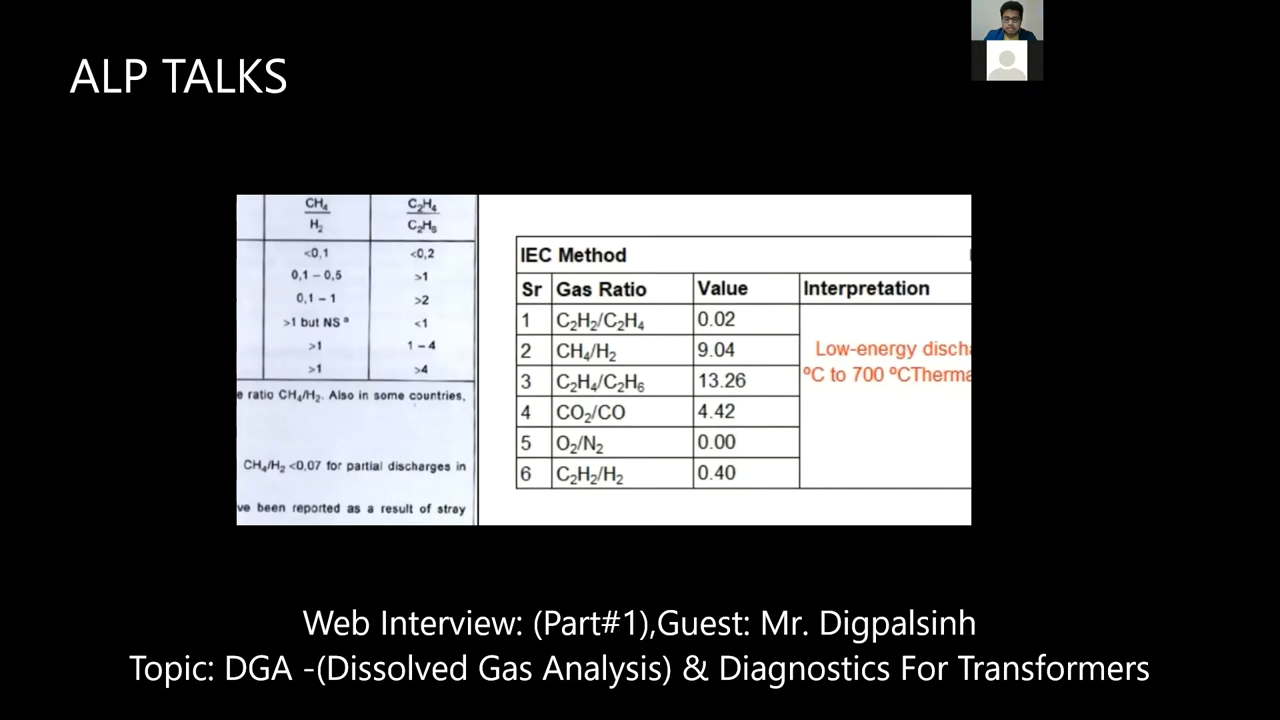 ALP TALKS
CH₄ C₂H₄
H₂ C₂H₆
<0,1 <0,2
0,1 – 0,5 >1
0,1 – 1 >2
>1 but NS ᵃ <1
>1 1 – 4
>1 >4
e ratio CH₄/H₂. Also in some countries,
CH₄/H₂ <0,07 for partial discharges in
ve been reported as a result of stray
IEC Method
Sr Gas Ratio Value Interpretation
1 C₂H₂/C₂H₄ 0.02
2 CH₄/H₂ 9.04
3 C₂H₄/C₂H₆ 13.26
4 CO₂/CO 4.42
5 O₂/N₂ 0.00
6 C₂H₂/H₂ 0.40
Low-energy discha
ºC to 700 ºCTherma
Web Interview: (Part#1),Guest: Mr. Digpalsinh
Topic: DGA -(Dissolved Gas Analysis) & Diagnostics For Transformers